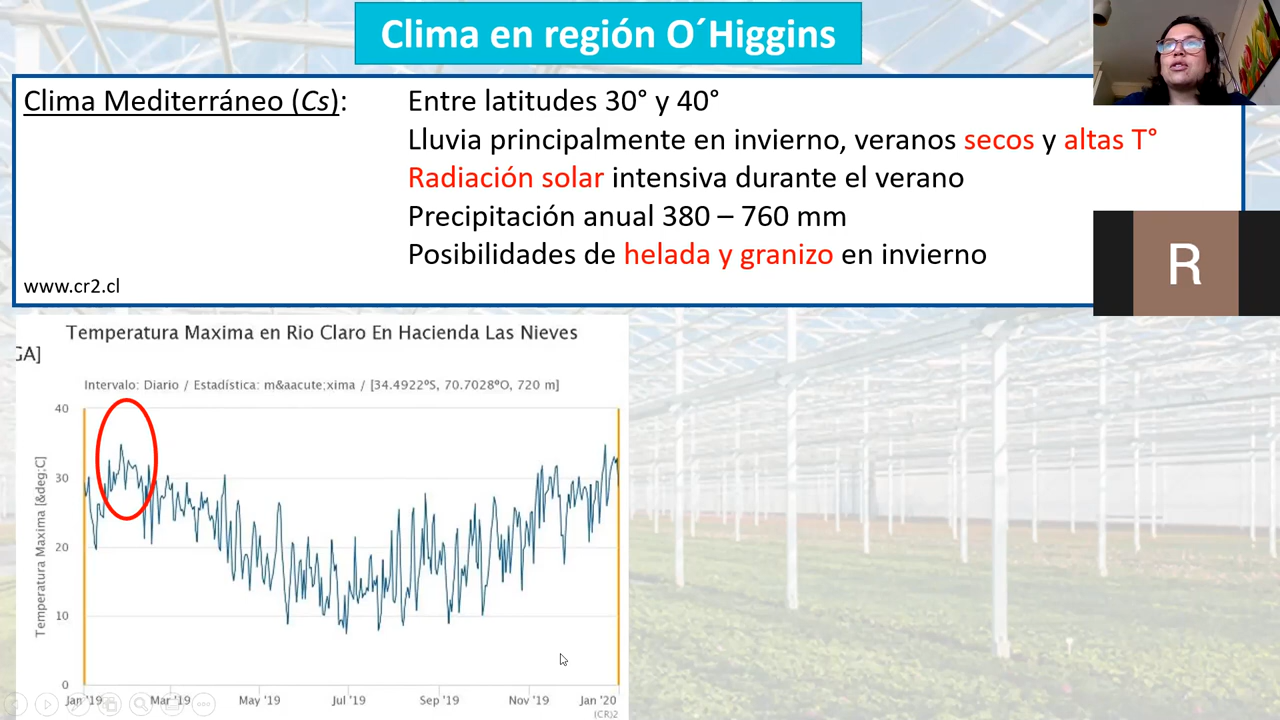 Clima en región O´Higgins
Clima Mediterráneo (Cs):
Entre latitudes 30° y 40°
Lluvia principalmente en invierno, veranos secos y altas T°
Radiación solar intensiva durante el verano
Precipitación anual 380 – 760 mm
Posibilidades de helada y granizo en invierno
www.cr2.cl
R
Temperatura Maxima en Rio Claro En Hacienda Las Nieves
GA]
Intervalo: Diario / Estadística: m&aacute;xima / [34.4922ºS, 70.7028ºO, 720 m]
Temperatura Maxima [&deg;C]
40
30
20
10
0
Jan '19 Mar '19 May '19 Jul '19 Sep '19 Nov '19 Jan '20
(CR)2